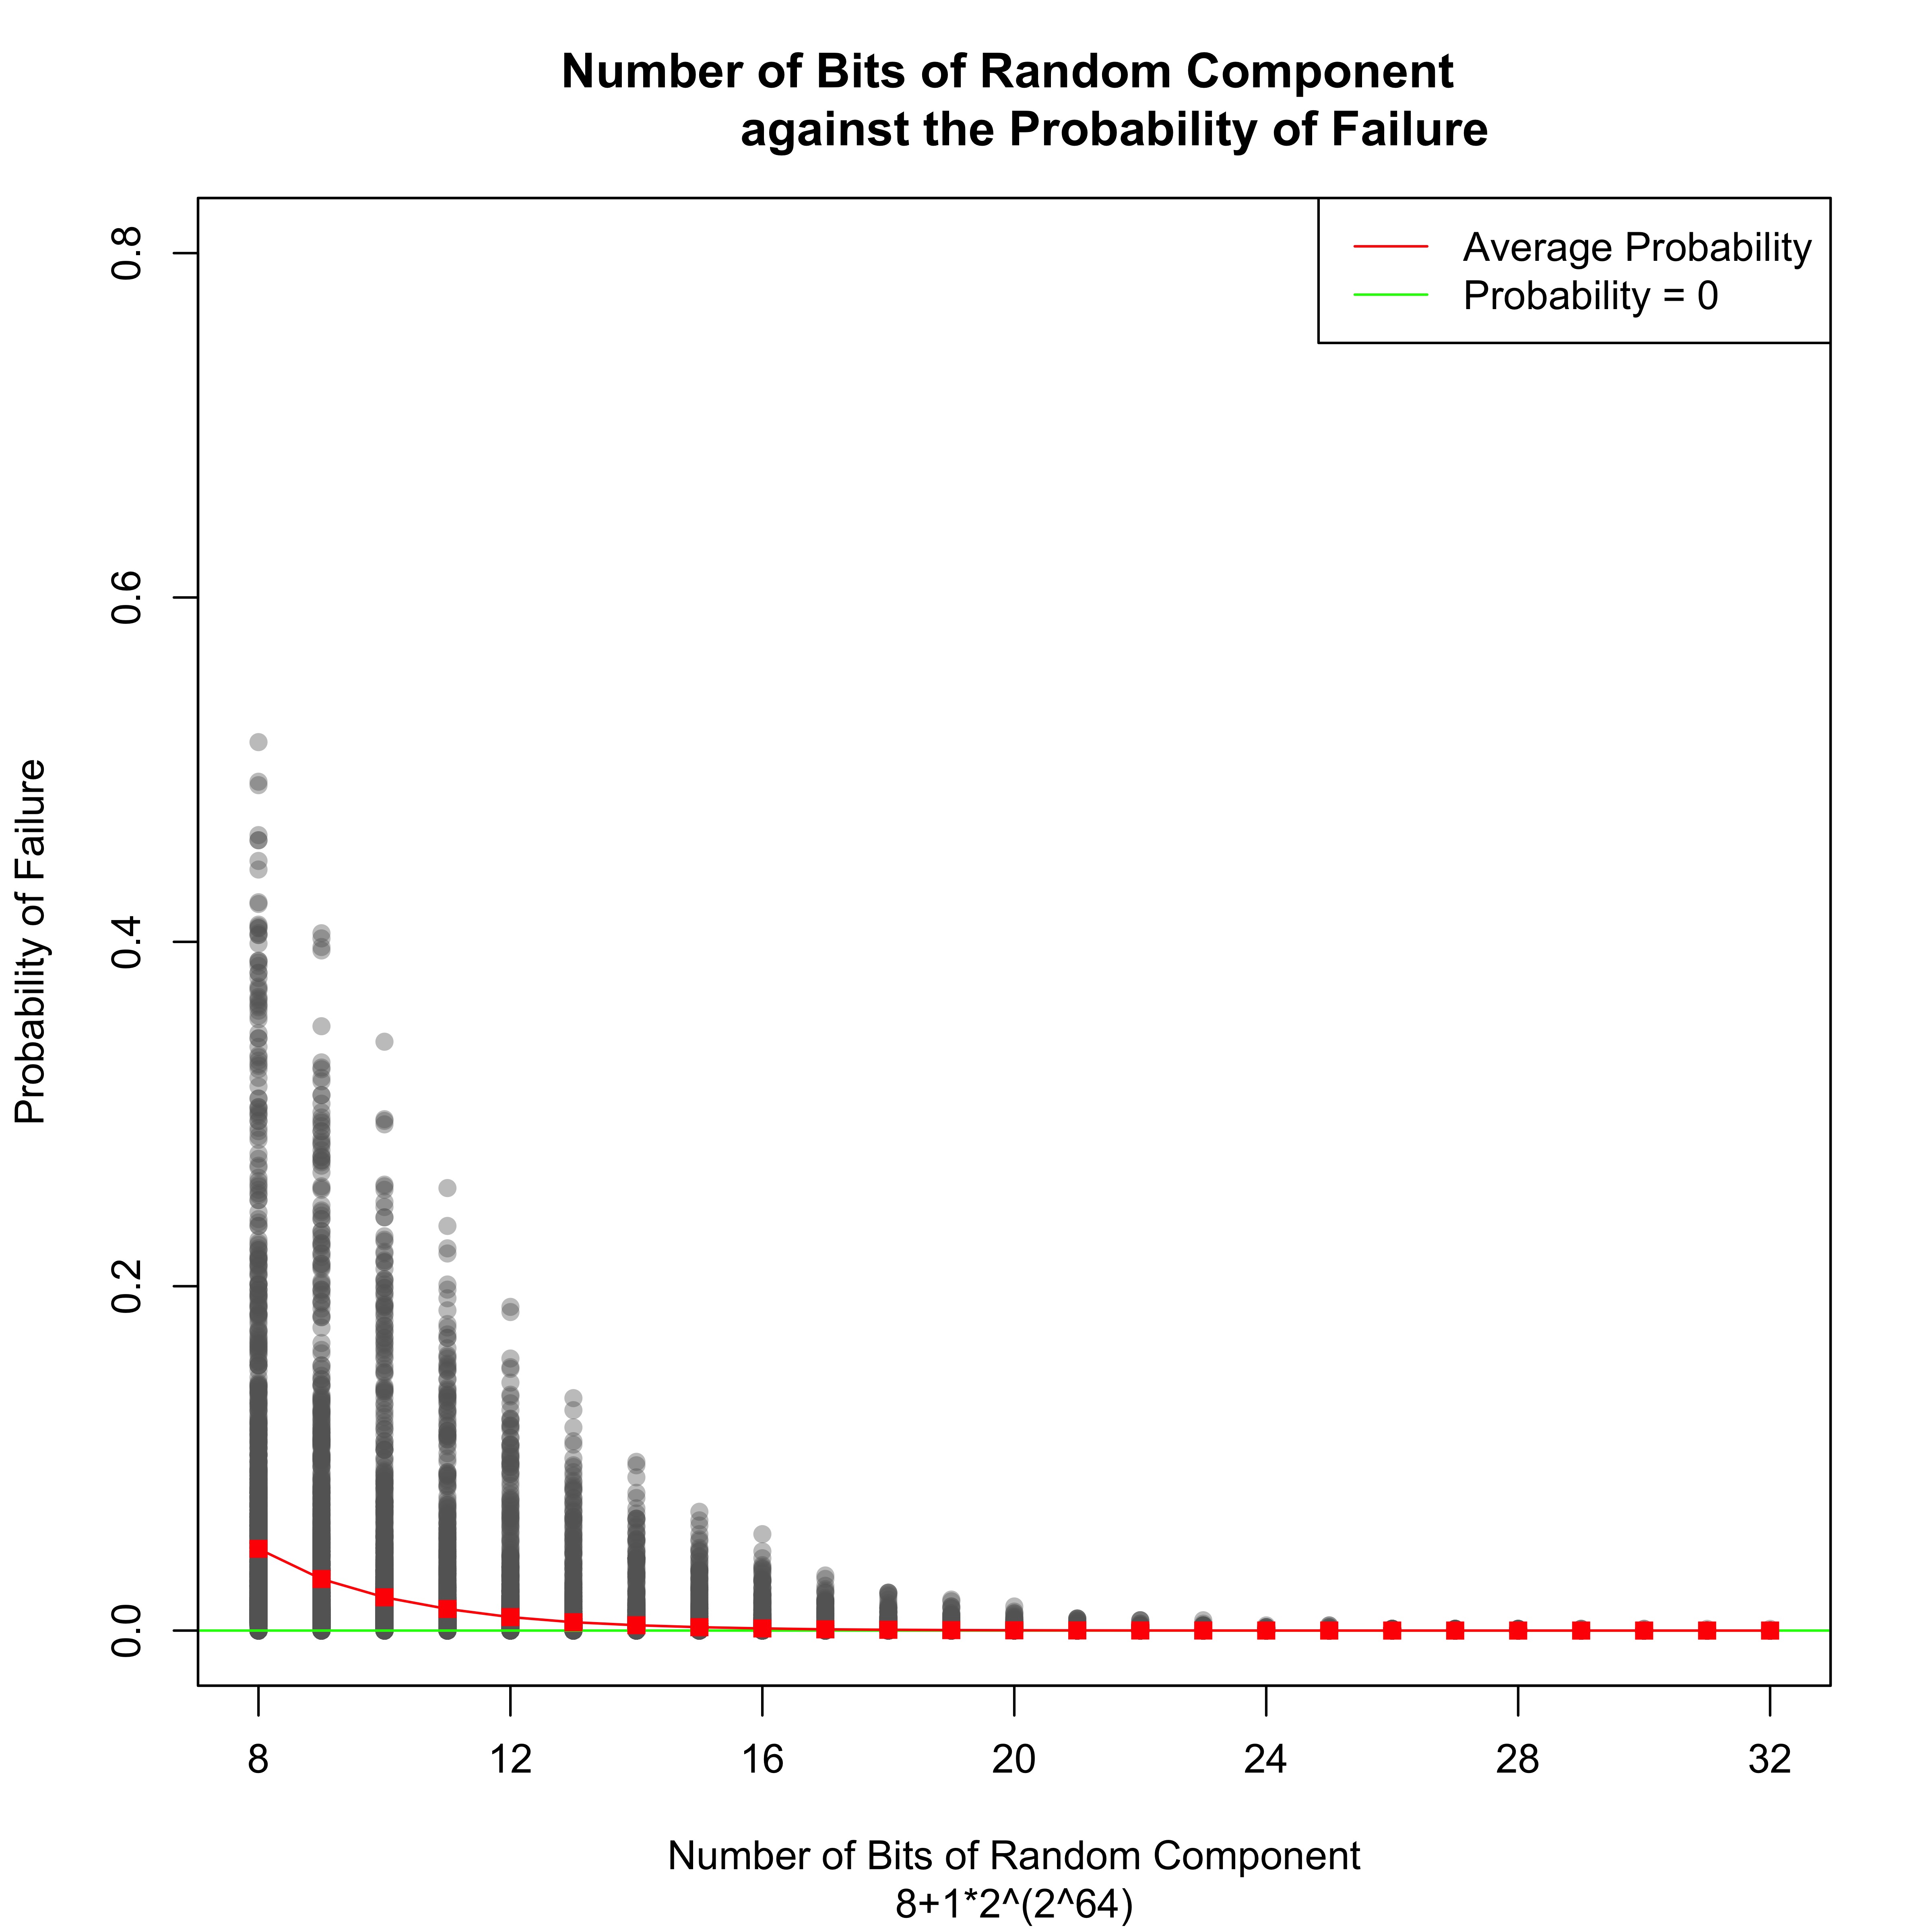 Number of Bits of Random Component
against the Probability of Failure
Average Probability
Probability = 0
Probability of Failure
0.8
0.6
0.4
0.2
0.0
8 12 16 20 24 28 32
Number of Bits of Random Component
8+1*2^(2^64)